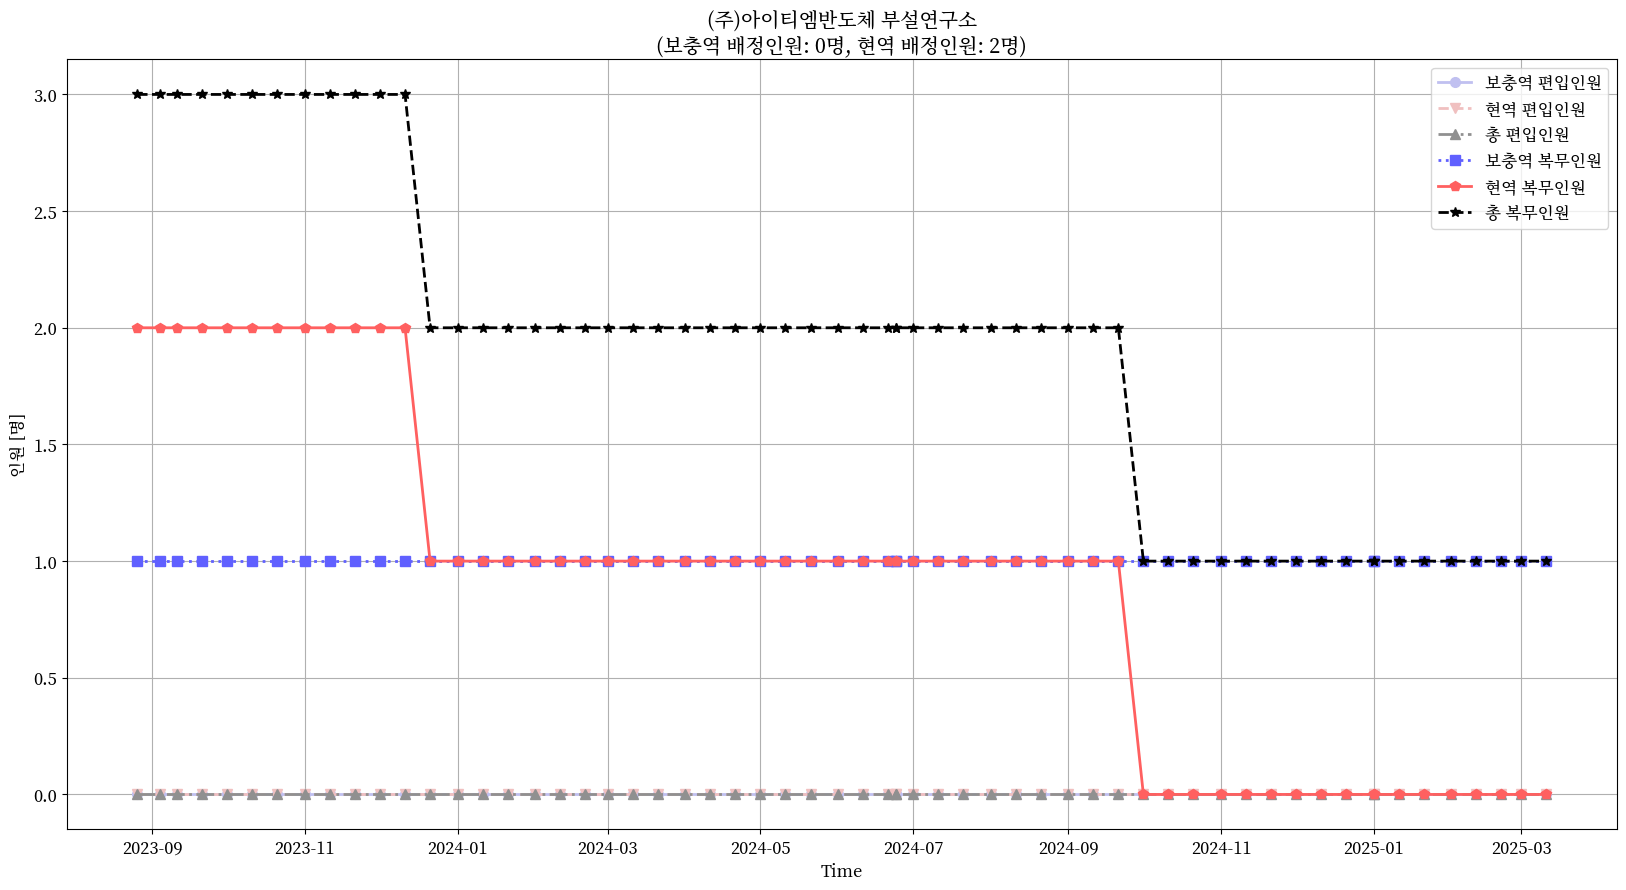 (주)아이티엠반도체 부설연구소
(보충역 배정인원: 0명, 현역 배정인원: 2명)
보충역 편입인원
현역 편입인원
총 편입인원
보충역 복무인원
현역 복무인원
총 복무인원
인원 [명]
3.0
2.5
2.0
1.5
1.0
0.5
0.0
2023-09 2023-11 2024-01 2024-03 2024-05 2024-07 2024-09 2024-11 2025-01 2025-03
Time